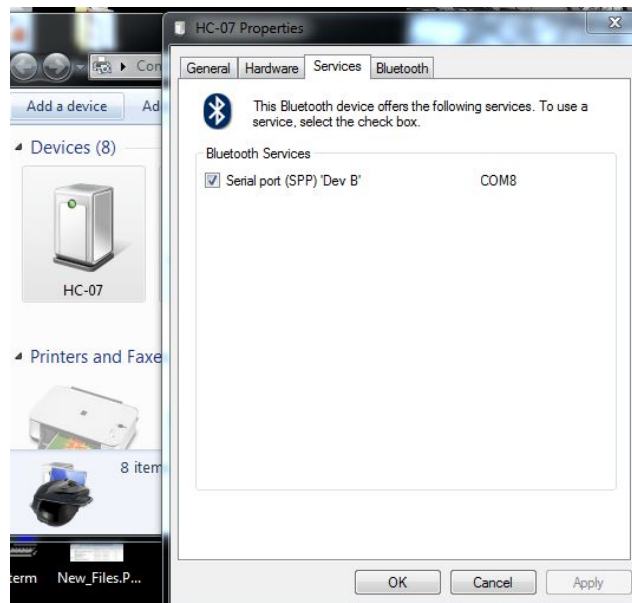 HC-07 Properties
Con
General Hardware Services Bluetooth
Add a device Ad
This Bluetooth device offers the following services. To use a
service, select the check box.
Devices (8)
Bluetooth Services
Serial port (SPP) 'Dev B' COM8
HC-07
Printers and Faxe
8 item
term New_Files.P...
OK Cancel Apply